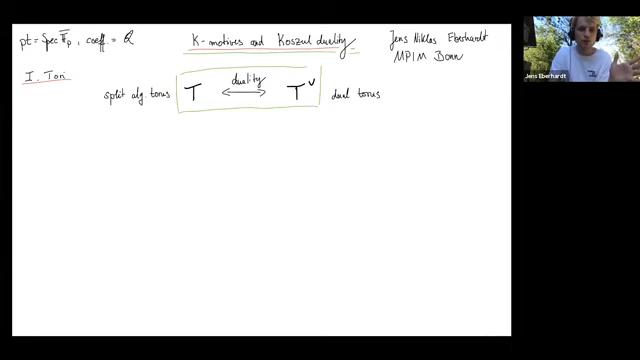 pt = Spec F̅p, coeff. = Q
K-motives and Koszul duality
Jens Niklas Eberhardt
MPIM Bonn
I. Tori
split alg. torus T duality ⟷ T^∨ dual torus
Jens Eberhardt